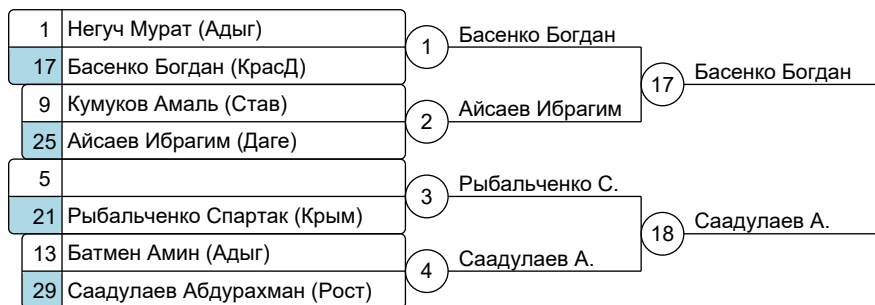 1 Негуч Мурат (Адыг)
17 Басенко Богдан (КрасД)
1 Басенко Богдан
9 Кумуков Амаль (Став)
25 Айсаев Ибрагим (Даге)
2 Айсаев Ибрагим
17 Басенко Богдан
5
21 Рыбальченко Спартак (Крым)
3 Рыбальченко С.
13 Батмен Амин (Адыг)
29 Саадулаев Абдурахман (Рост)
4 Саадулаев А.
18 Саадулаев А.